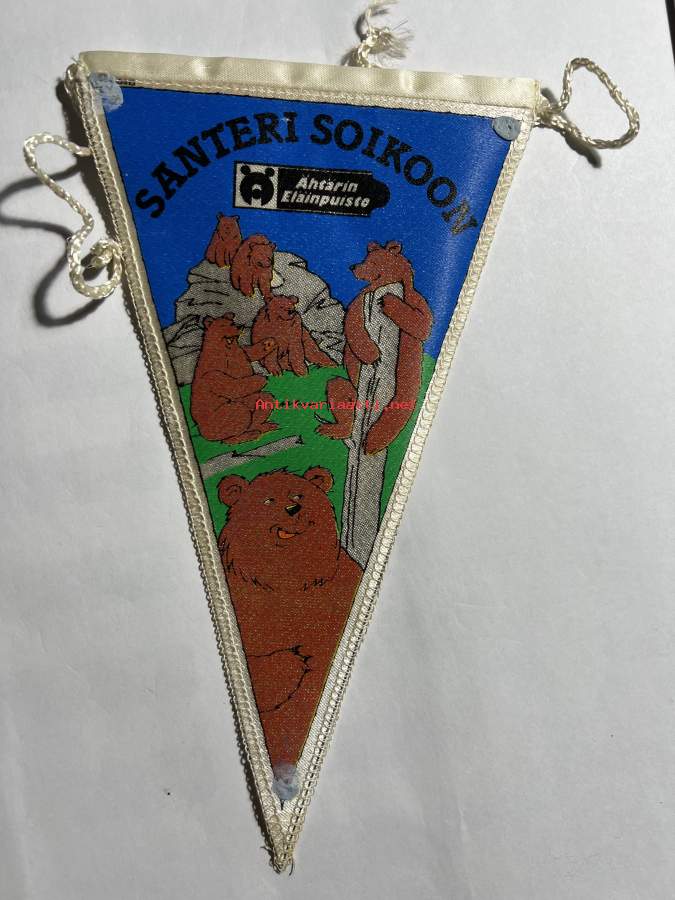 SANTERI SOIKOON
Ähtärin
Eläinpuisto
Antikvariaatti.net